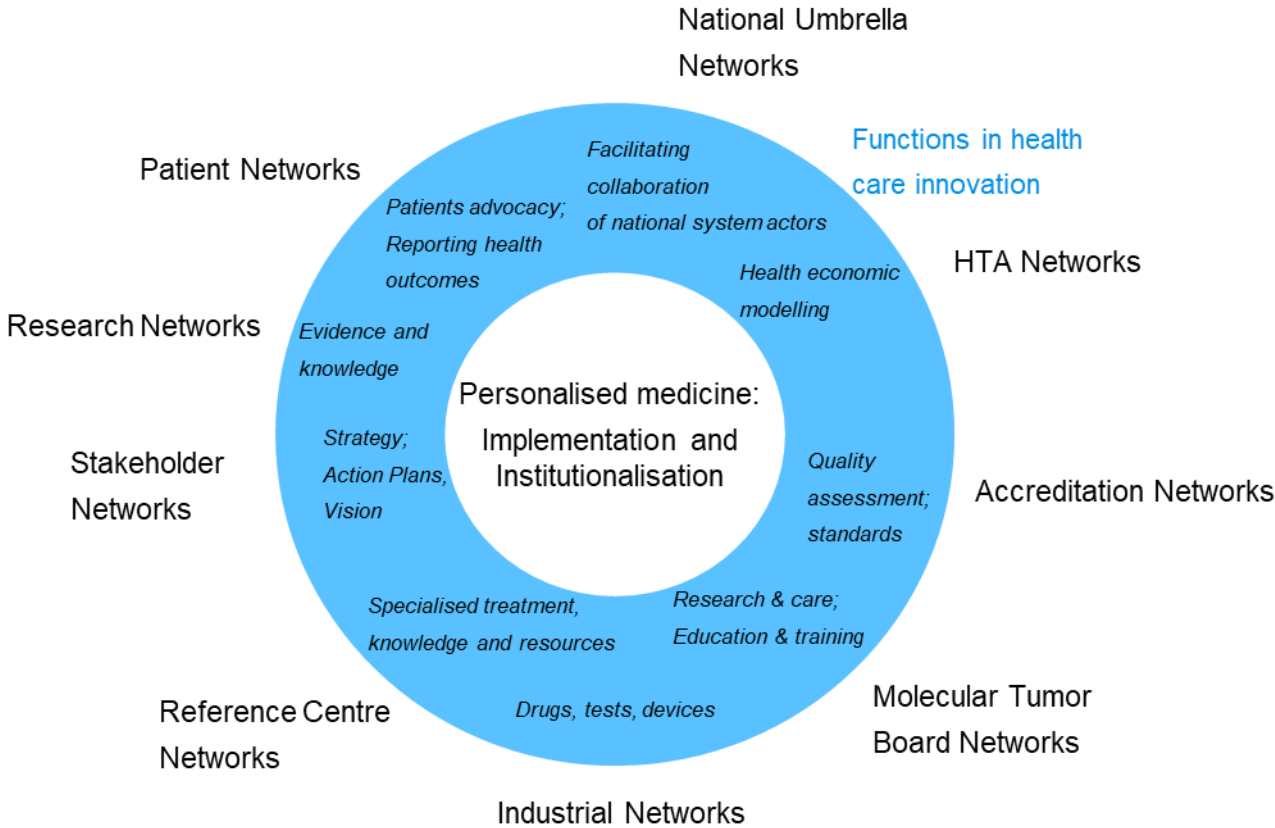 National Umbrella
Networks
Functions in health
care innovation
Patient Networks
Facilitating
collaboration
of national system actors
Patients advocacy;
Reporting health
outcomes
HTA Networks
Health economic
modelling
Research Networks
Evidence and
knowledge
Personalised medicine:
Implementation and
Institutionalisation
Stakeholder
Networks
Strategy;
Action Plans,
Vision
Quality
assessment;
standards
Accreditation Networks
Specialised treatment,
knowledge and resources
Research & care;
Education & training
Reference Centre
Networks
Drugs, tests, devices
Molecular Tumor
Board Networks
Industrial Networks